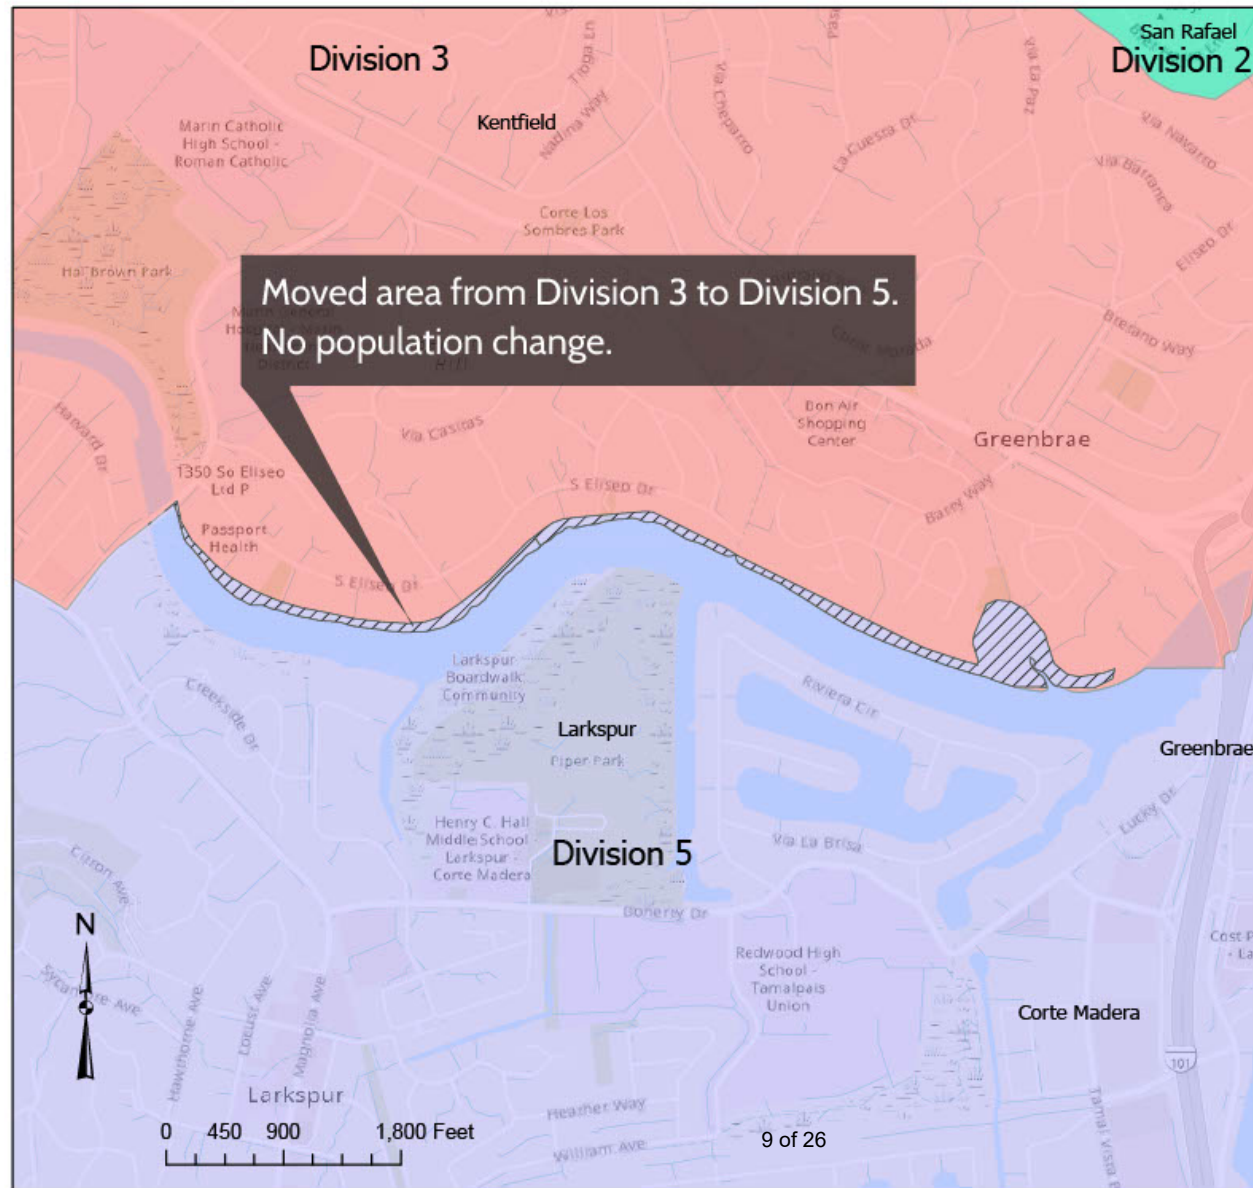 Division 3
San Rafael
Division 2
Kentfield
Tioga Ln
Nadina Way
Via Cheparro
La Cuesta Dr
Via La Paz
Via Navarro
Via Barranca
Eliseo Dr
Marin Catholic
High School -
Roman Catholic
Corte Los
Sombres Park
Hal Brown Park
Moved area from Division 3 to Division 5.
No population change.
Bretano Way
Via Casitas
Bon Air
Shopping
Center
Greenbrae
Harvard Dr
1350 So Eliseo
Ltd P
S Eliseo Dr
Barry Way
Passport
Health
S Eliseo Dr
Larkspur
Boardwalk
Community
Creekside Dr
Riviera Cir
Larkspur
Piper Park
Greenbrae
Lucky Dr
Henry C. Hall
Middle School -
Larkspur -
Corte Madera
Division 5
Via La Brisa
Citron Ave
Doherty Dr
N
Redwood High
School -
Tamalpais
Union
Sycamore Ave
Hawthorne Ave
Locust Ave
Magnolia Ave
Corte Madera
101
Larkspur
Heather Way
William Ave
0 450 900 1,800 Feet
9 of 26